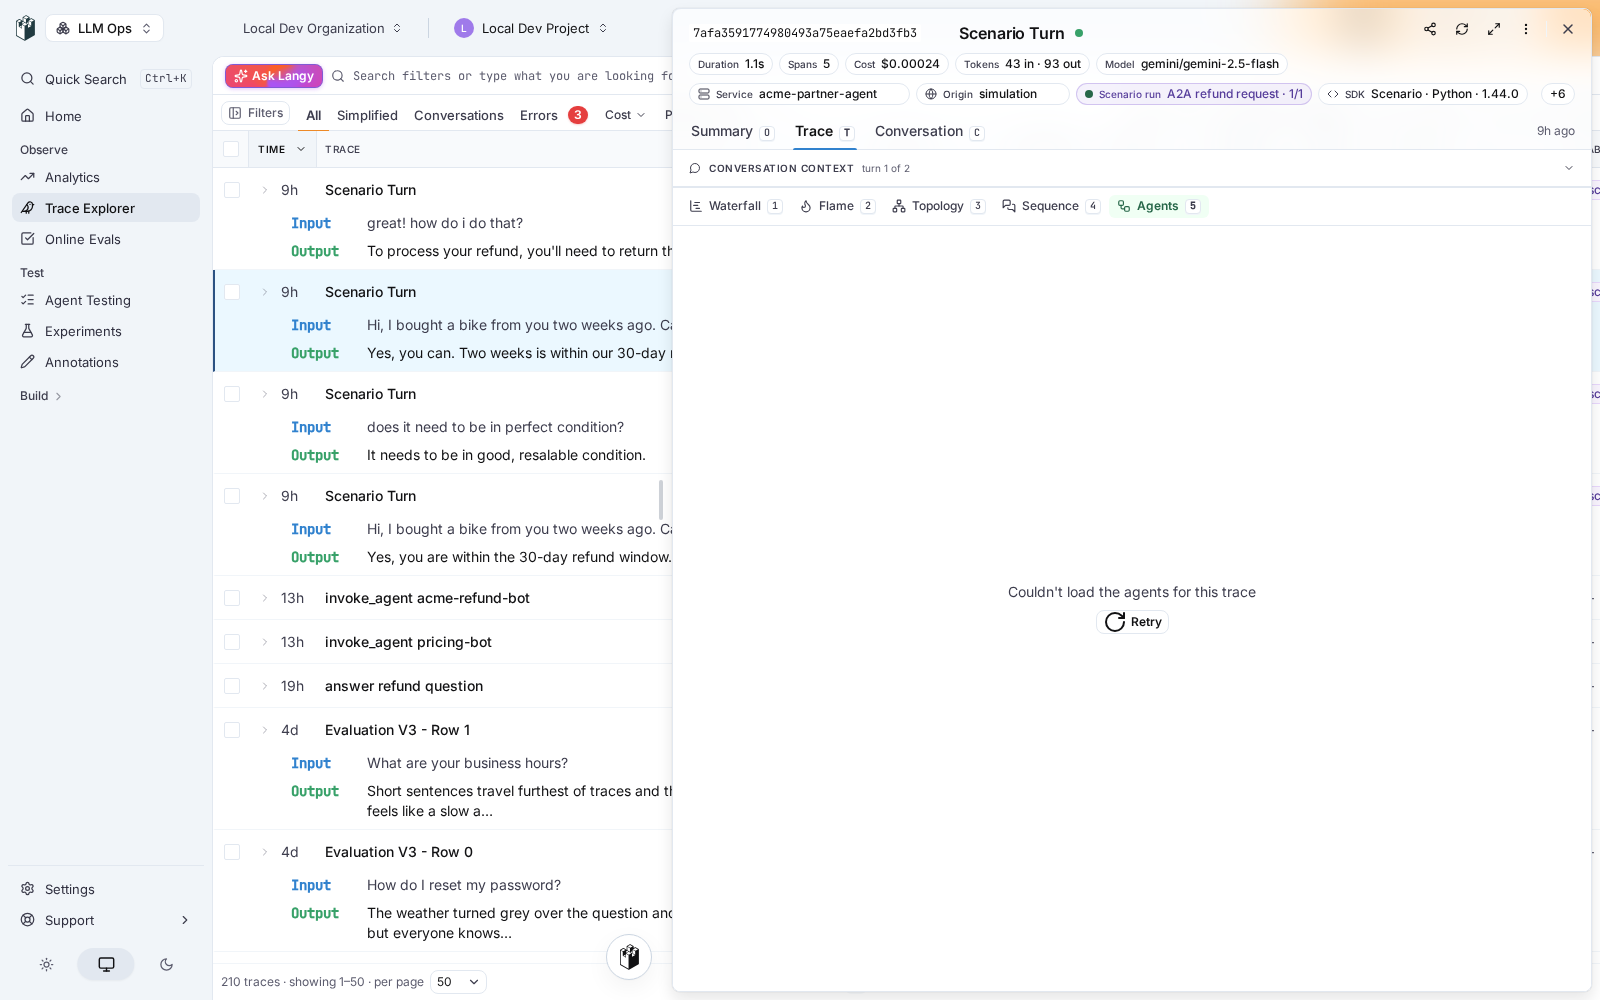 LLM Ops
Local Dev Organization
L
Local Dev Project
Quick Search
Ctrl+K
Home
Observe
Analytics
Trace Explorer
Online Evals
Test
Agent Testing
Experiments
Annotations
Build
Settings
Support
Ask Langy
Search filters or type what you are looking fo
Filters
All
Simplified
Conversations
Errors
3
Cost
P
TIME
TRACE
9h
Scenario Turn
Input
great! how do i do that?
Output
To process your refund, you'll need to return th
9h
Scenario Turn
Input
Hi, I bought a bike from you two weeks ago. Ca
Output
Yes, you can. Two weeks is within our 30-day r
9h
Scenario Turn
Input
does it need to be in perfect condition?
Output
It needs to be in good, resalable condition.
9h
Scenario Turn
Input
Hi, I bought a bike from you two weeks ago. Ca
Output
Yes, you are within the 30-day refund window.
13h
invoke_agent acme-refund-bot
13h
invoke_agent pricing-bot
19h
answer refund question
4d
Evaluation V3 - Row 1
Input
What are your business hours?
Output
Short sentences travel furthest of traces and th
feels like a slow a...
4d
Evaluation V3 - Row 0
Input
How do I reset my password?
Output
The weather turned grey over the question and
but everyone knows...
210 traces · showing 1–50 · per page
50
7afa3591774980493a75eaefa2bd3fb3
Scenario Turn
Duration 1.1s
Spans 5
Cost $0.00024
Tokens 43 in · 93 out
Model gemini/gemini-2.5-flash
Service acme-partner-agent
Origin simulation
Scenario run A2A refund request · 1/1
SDK Scenario · Python · 1.44.0
+6
Summary O
Trace T
Conversation C
9h ago
CONVERSATION CONTEXT turn 1 of 2
Waterfall 1
Flame 2
Topology 3
Sequence 4
Agents 5
Couldn't load the agents for this trace
Retry